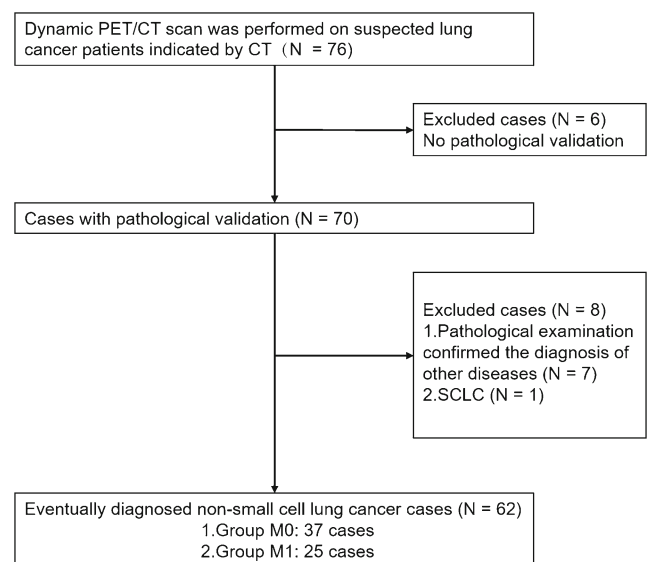 Dynamic PET/CT scan was performed on suspected lung
cancer patients indicated by CT（N = 76)
Excluded cases (N = 6)
No pathological validation
Cases with pathological validation (N = 70)
Excluded cases (N = 8)
1.Pathological examination
confirmed the diagnosis of
other diseases (N = 7)
2.SCLC (N = 1)
Eventually diagnosed non-small cell lung cancer cases (N = 62)
1.Group M0: 37 cases
2.Group M1: 25 cases